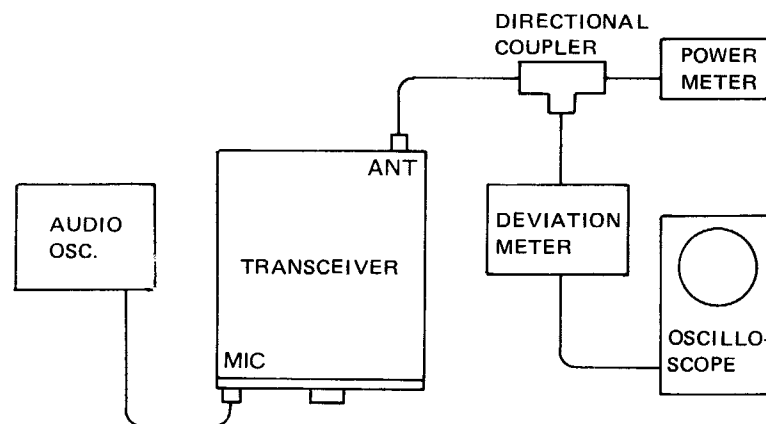 DIRECTIONAL
COUPLER
POWER
METER
ANT
AUDIO
OSC.
TRANSCEIVER
DEVIATION
METER
MIC
OSCILLO-
SCOPE